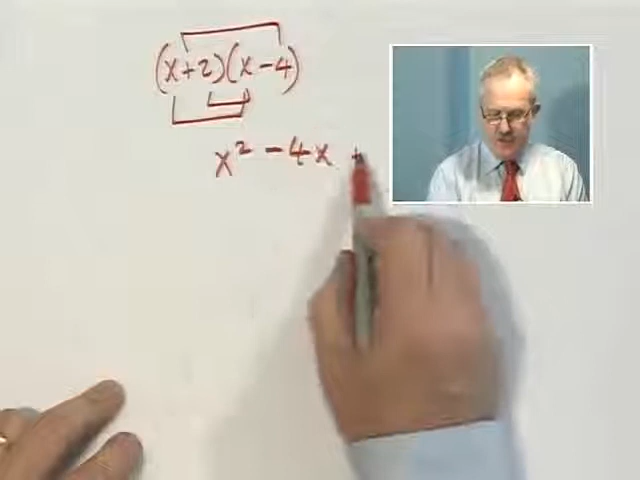 (x+2)(x-4)
x² - 4x +